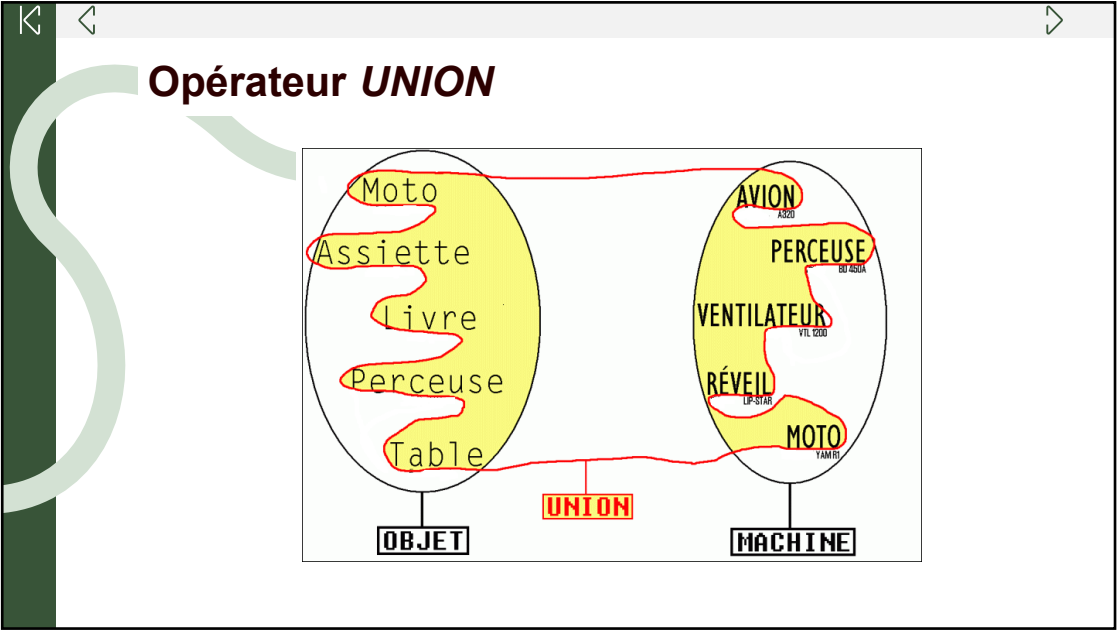 Opérateur UNION
Moto
Assiette
Livre
Perceuse
Table
OBJET
UNION
AVION
A320
PERCEUSE
BD 450A
VENTILATEUR
VTL 1200
RÉVEIL
LIP-STAR
MOTO
YAM R1
MACHINE